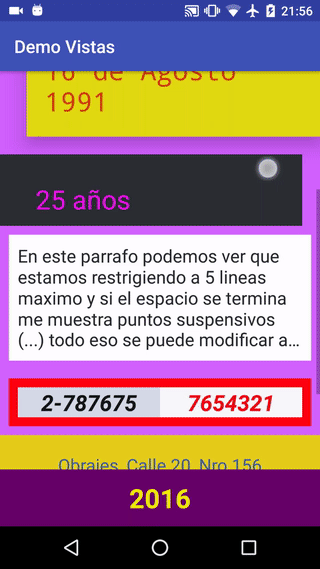 21:56
Demo Vistas
16 de Agosto
1991
25 años
En este parrafo podemos ver que
estamos restrigiendo a 5 lineas
maximo y si el espacio se termina
me muestra puntos suspensivos
(...) todo eso se puede modificar a...
2-787675 7654321
Obrajes, Calle 20, Nro 156
2016